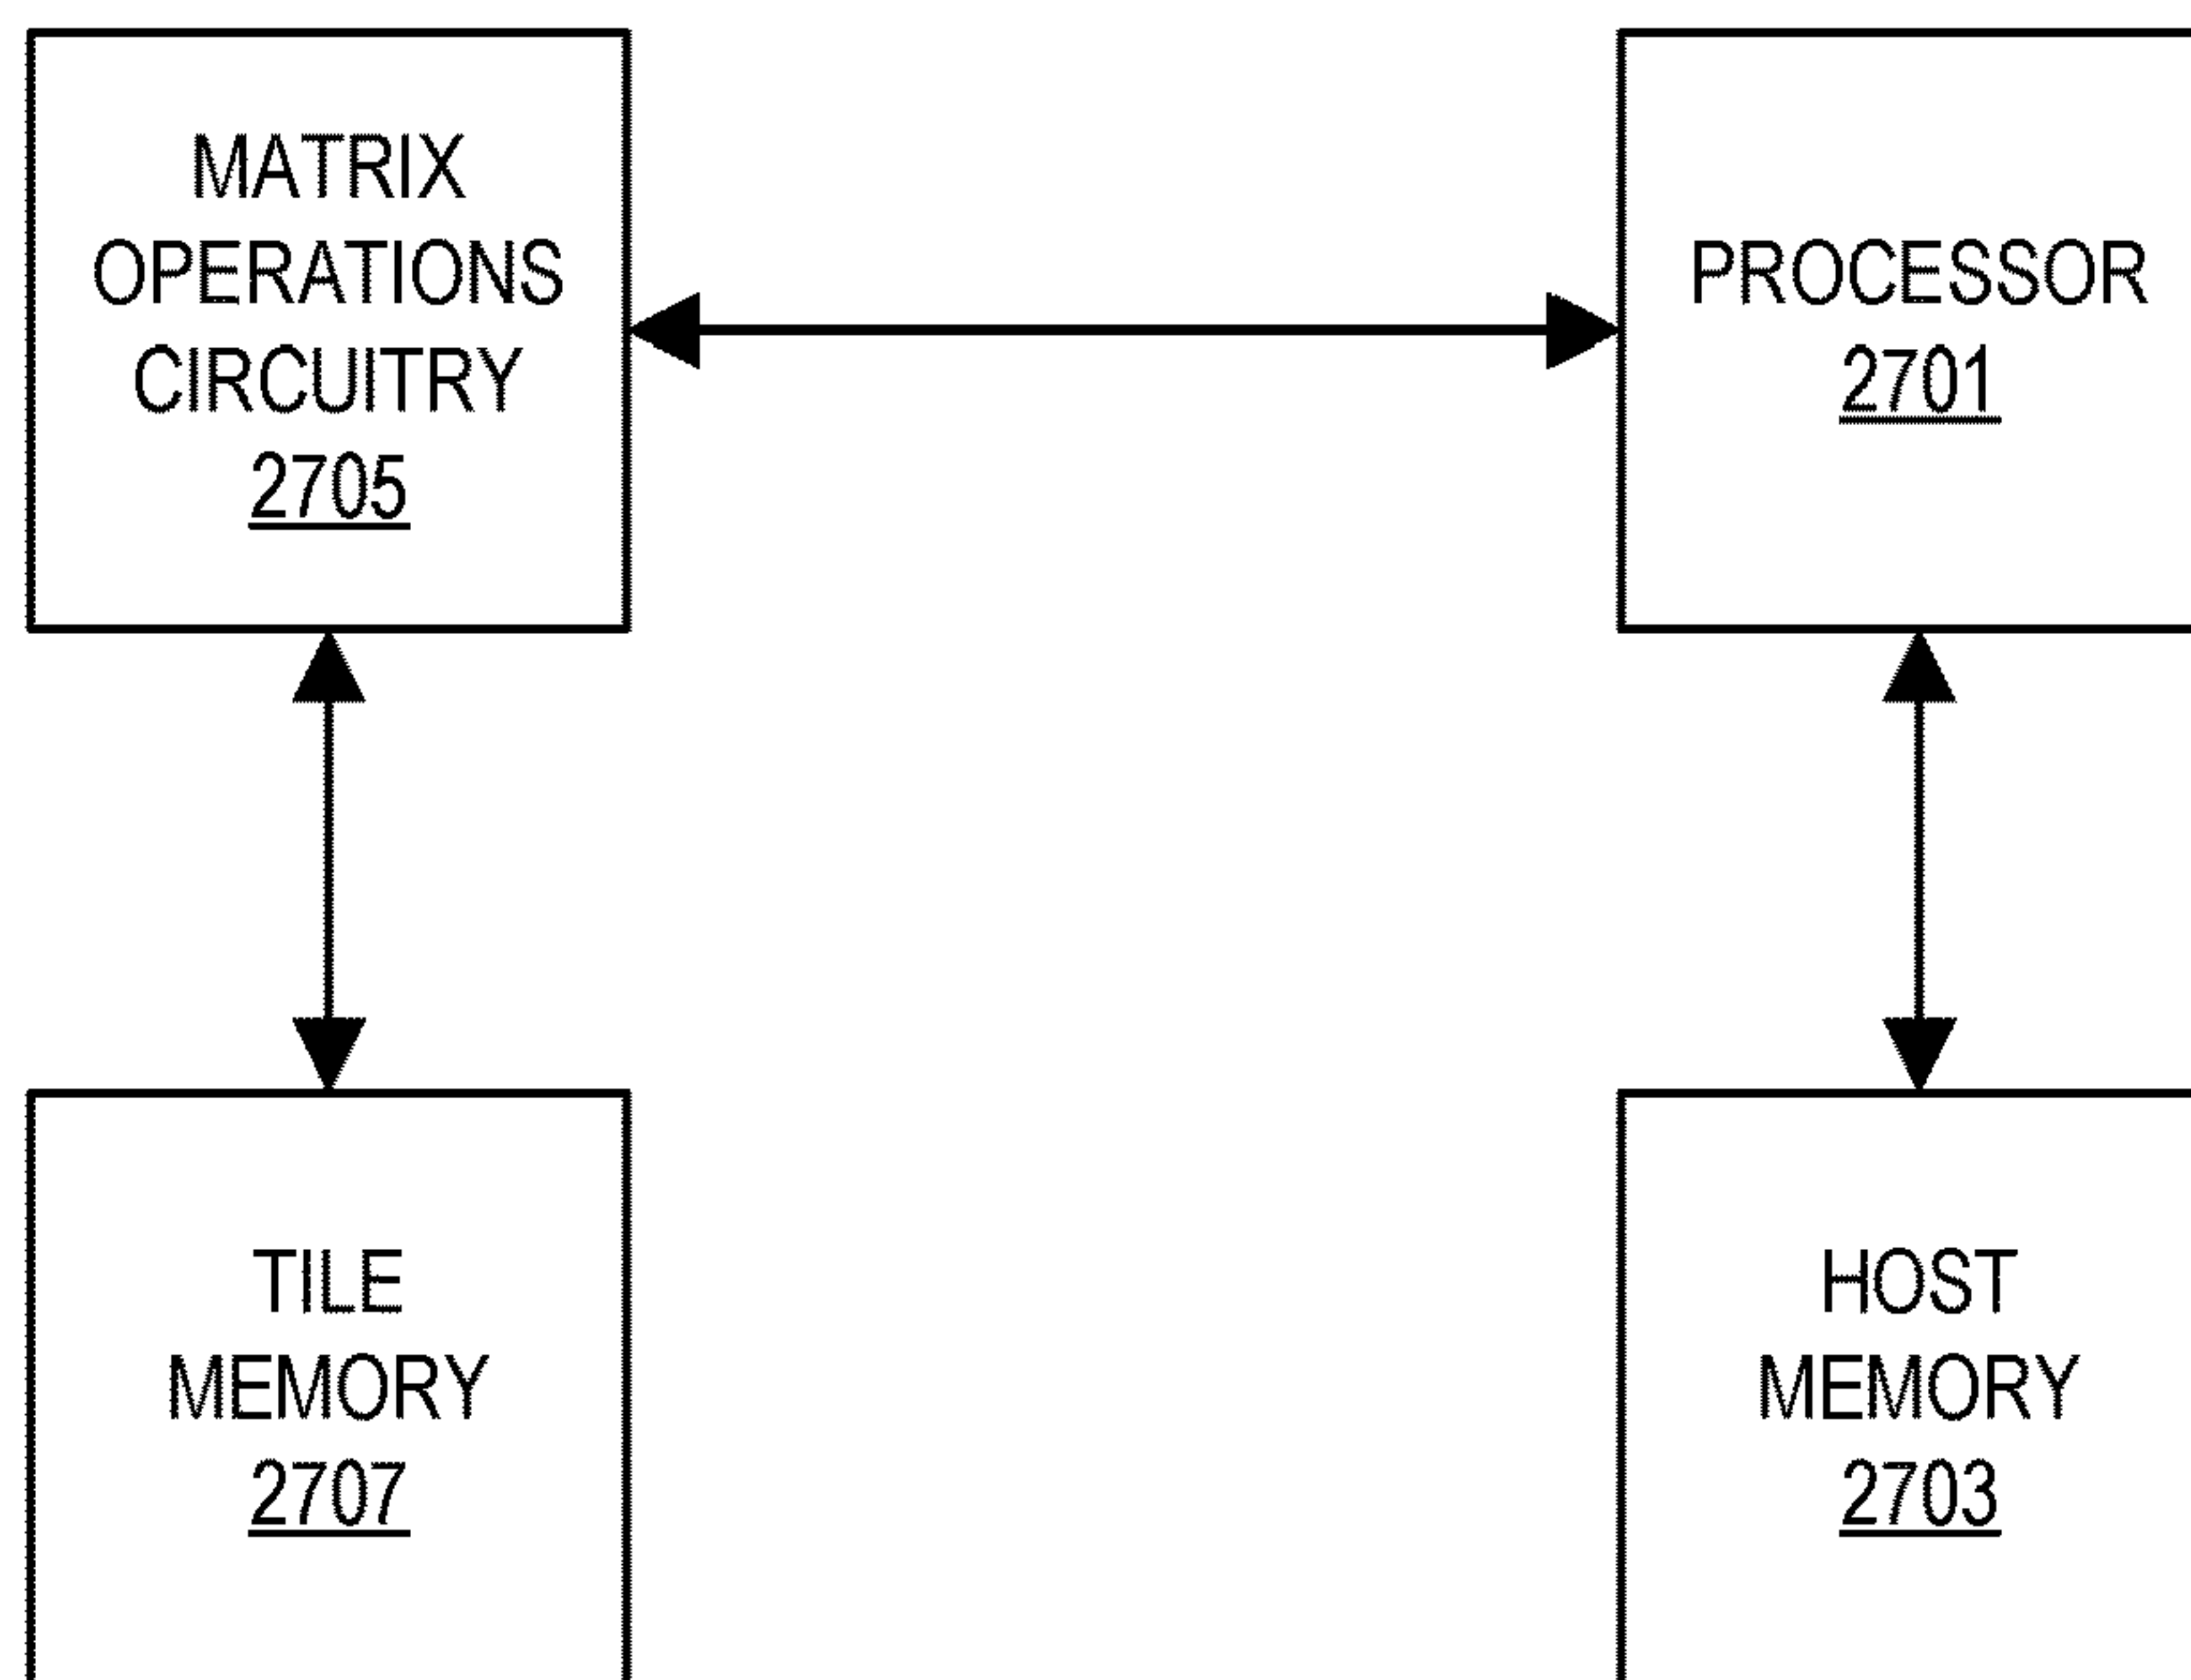 MATRIX
OPERATIONS
CIRCUITRY
2705
PROCESSOR
2701
TILE
MEMORY
2707
HOST
MEMORY
2703